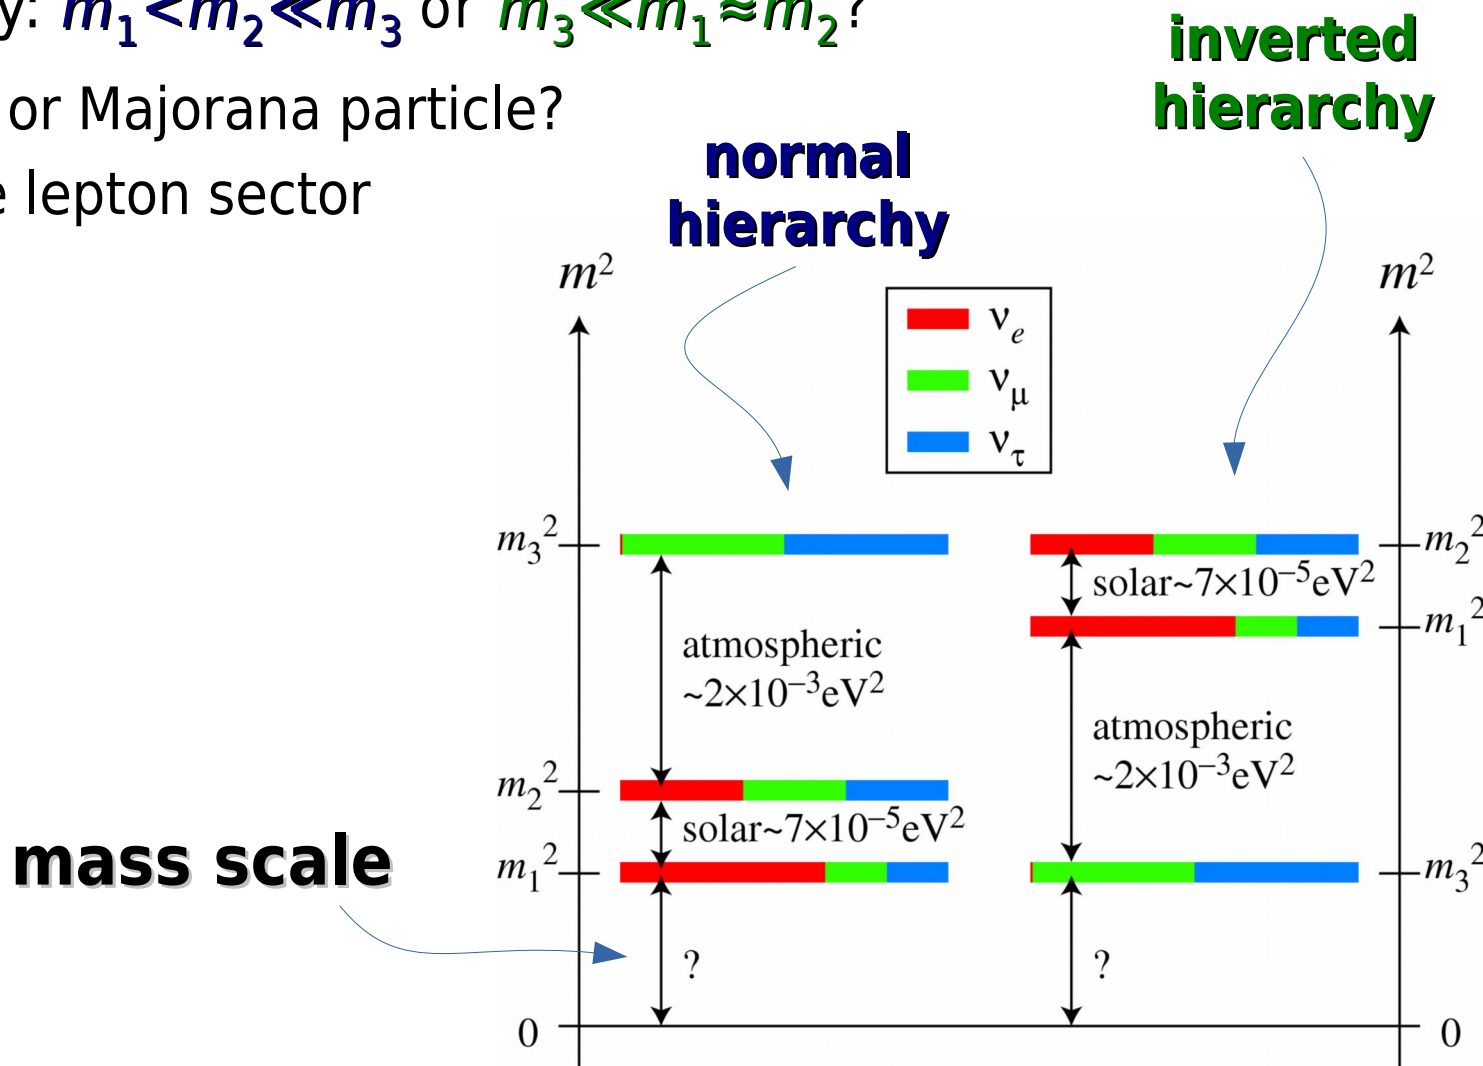 y: m₁<m₂≪m₃ or m₃≪m₁≈m₂?
or Majorana particle?
e lepton sector
inverted
hierarchy
normal
hierarchy
m²
m²
νₑ
ν_μ
ν_τ
m₃²
m₂²
solar~7×10⁻⁵eV²
m₁²
atmospheric
~2×10⁻³eV²
atmospheric
~2×10⁻³eV²
m₂²
solar~7×10⁻⁵eV²
m₁²
m₃²
mass scale
?
?
0
0